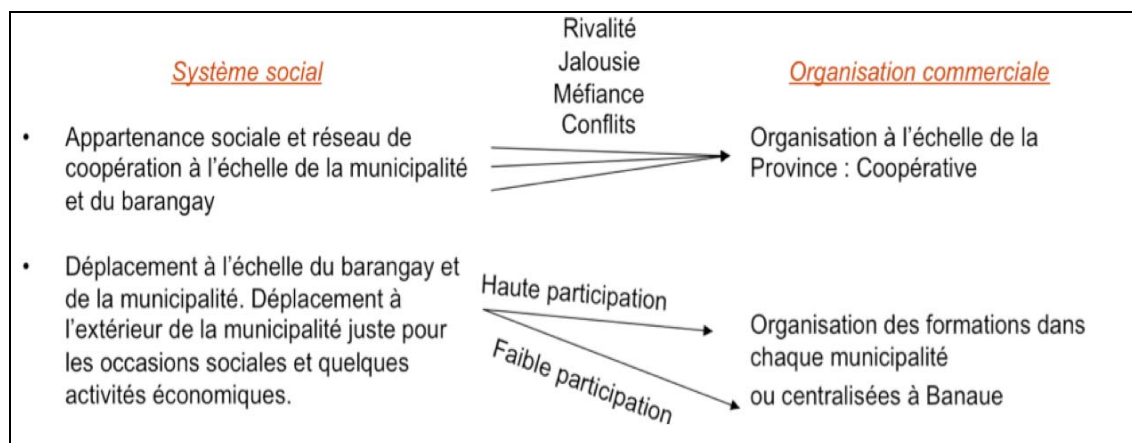 Rivalité
Jalousie
Méfiance
Conflits
Système social
Organisation commerciale
• Appartenance sociale et réseau de
coopération à l'échelle de la municipalité
et du barangay
Organisation à l'échelle de la
Province : Coopérative
• Déplacement à l'échelle du barangay et
de la municipalité. Déplacement à
l'extérieur de la municipalité juste pour
les occasions sociales et quelques
activités économiques.
Haute participation
Faible participation
Organisation des formations dans
chaque municipalité
ou centralisées à Banaue